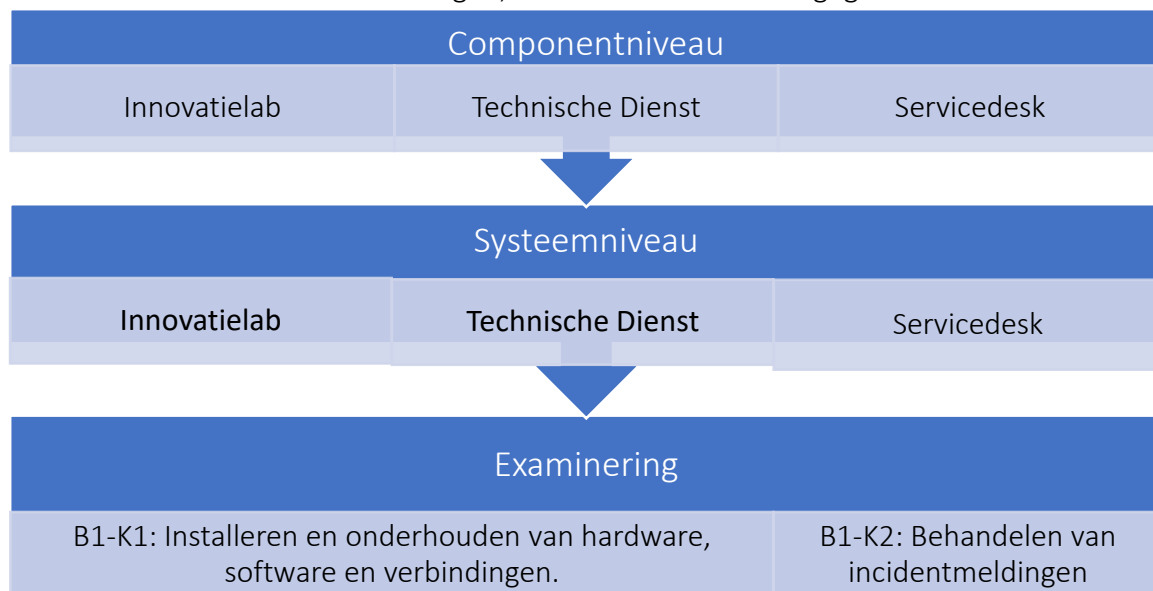 Componentniveau
Innovatielab Technische Dienst Servicedesk
Systeemniveau
Innovatielab Technische Dienst Servicedesk
Examinering
B1-K1: Installeren en onderhouden van hardware,
software en verbindingen.
B1-K2: Behandelen van
incidentmeldingen